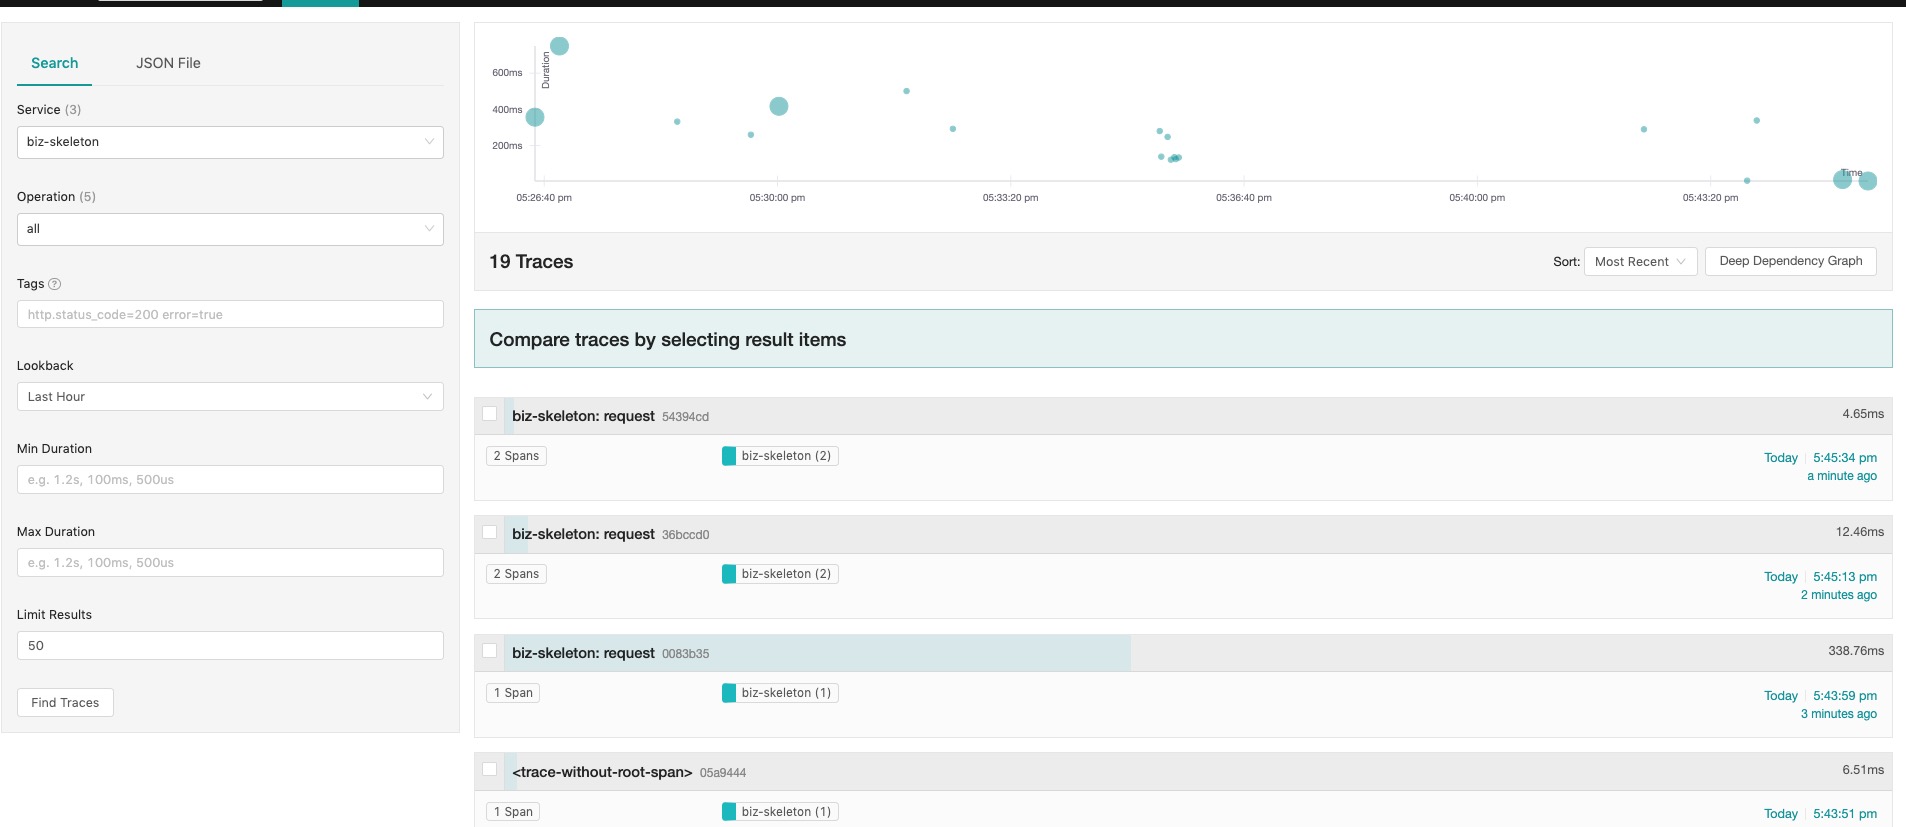 Search
JSON File
Service (3)
biz-skeleton
Operation (5)
all
Tags
http.status_code=200 error=true
Lookback
Last Hour
Min Duration
e.g. 1.2s, 100ms, 500us
Max Duration
e.g. 1.2s, 100ms, 500us
Limit Results
50
Find Traces
Duration
600ms
400ms
200ms
Time
05:26:40 pm
05:30:00 pm
05:33:20 pm
05:36:40 pm
05:40:00 pm
05:43:20 pm
19 Traces
Sort: Most Recent
Deep Dependency Graph
Compare traces by selecting result items
biz-skeleton: request 54394cd
4.65ms
2 Spans
biz-skeleton (2)
Today 5:45:34 pm
a minute ago
biz-skeleton: request 36bccd0
12.46ms
2 Spans
biz-skeleton (2)
Today 5:45:13 pm
2 minutes ago
biz-skeleton: request 0083b35
338.76ms
1 Span
biz-skeleton (1)
Today 5:43:59 pm
3 minutes ago
<trace-without-root-span> 05a9444
6.51ms
1 Span
biz-skeleton (1)
Today 5:43:51 pm